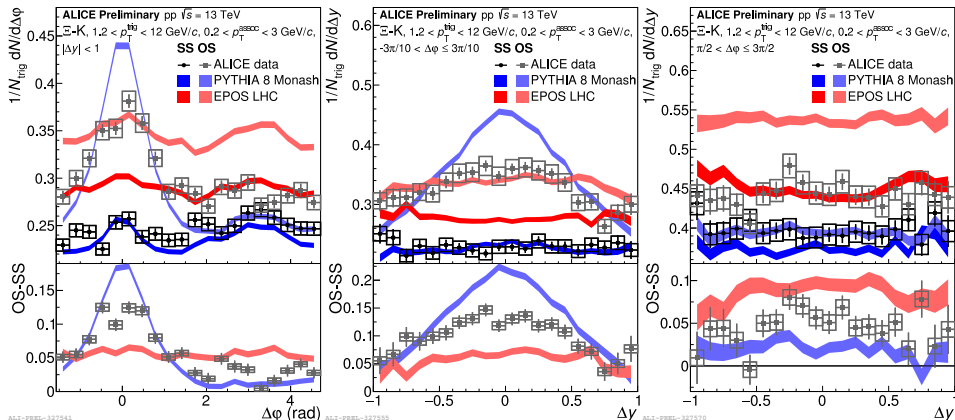 ALICE Preliminary pp √s = 13 TeV
Ξ-K, 1.2 < p_T^trig < 12 GeV/c, 0.2 < p_T^assoc < 3 GeV/c,
|Δy| < 1
SS OS
ALICE data
PYTHIA 8 Monash
EPOS LHC
1/N_trig dN/dΔφ
0.4
0.35
0.3
0.25
OS-SS
0.15
0.1
0.05
0
0 2 4
Δφ (rad)
ALI-PREL-327541
ALICE Preliminary pp √s = 13 TeV
Ξ-K, 1.2 < p_T^trig < 12 GeV/c, 0.2 < p_T^assoc < 3 GeV/c,
-3π/10 < Δφ ≤ 3π/10
SS OS
ALICE data
PYTHIA 8 Monash
EPOS LHC
1/N_trig dN/dΔy
0.6
0.5
0.4
0.3
OS-SS
0.2
0.15
0.1
0.05
0
-1 -0.5 0 0.5 1
Δy
ALI-PREL-327555
ALICE Preliminary pp √s = 13 TeV
Ξ-K, 1.2 < p_T^trig < 12 GeV/c, 0.2 < p_T^assoc < 3 GeV/c,
π/2 < Δφ ≤ 3π/2
SS OS
ALICE data
PYTHIA 8 Monash
EPOS LHC
1/N_trig dN/dΔy
0.65
0.6
0.55
0.5
0.45
0.4
OS-SS
0.1
0.05
0
-1 -0.5 0 0.5 1
Δy
ALI-PREL-327570